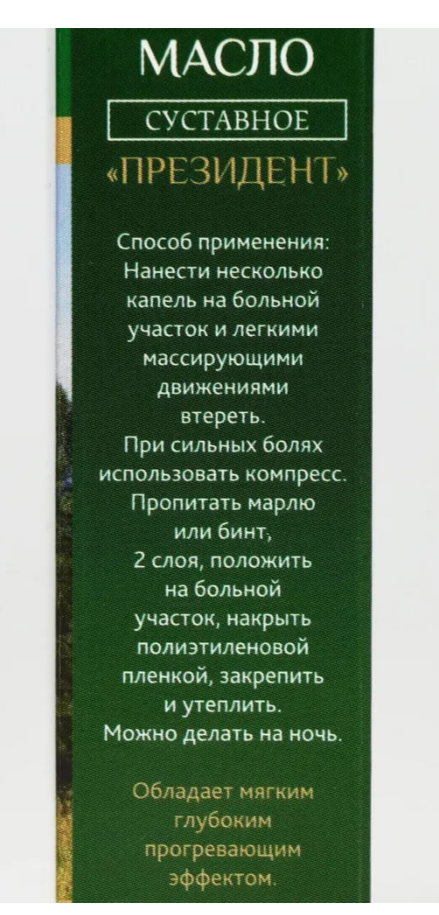 МАСЛО
СУСТАВНОЕ
«ПРЕЗИДЕНТ»
Способ применения:
Нанести несколько
капель на больной
участок и легкими
массирующими
движениями
втереть.
При сильных болях
использовать компресс.
Пропитать марлю
или бинт,
2 слоя, положить
на больной
участок, накрыть
полиэтиленовой
пленкой, закрепить
и утеплить.
Можно делать на ночь.
Обладает мягким
глубоким
прогревающим
эффектом.